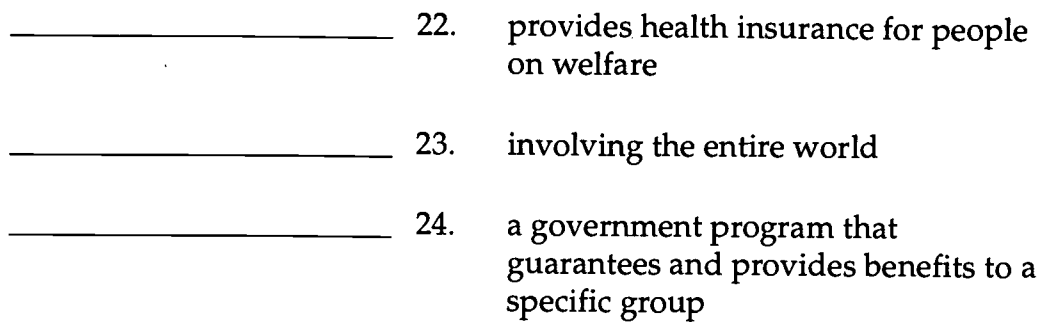 22. provides health insurance for people
on welfare
23. involving the entire world
24. a government program that
guarantees and provides benefits to a
specific group